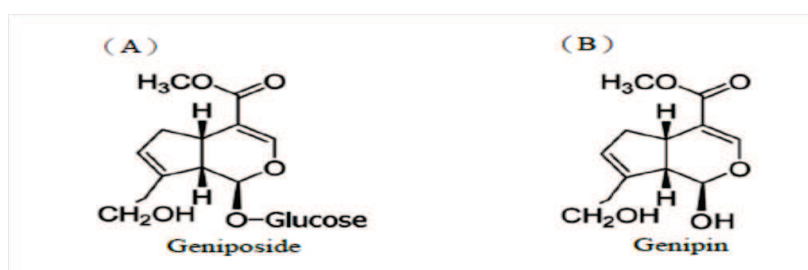 (A)
H₃CO O
H
O
H
CH₂OH O–Glucose
Geniposide
(B)
H₃CO O
H
O
H
CH₂OH OH
Genipin